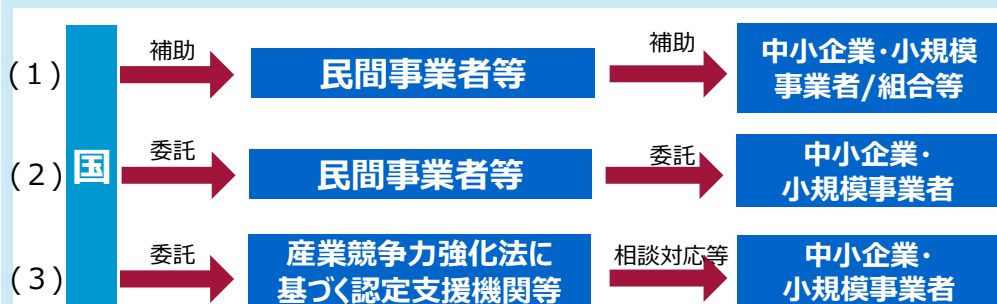 (1)
補助
民間事業者等
補助
中小企業・小規模
事業者/組合等
国
(2)
委託
民間事業者等
委託
中小企業・
小規模事業者
(3)
委託
産業競争力強化法に
基づく認定支援機関等
相談対応等
中小企業・
小規模事業者